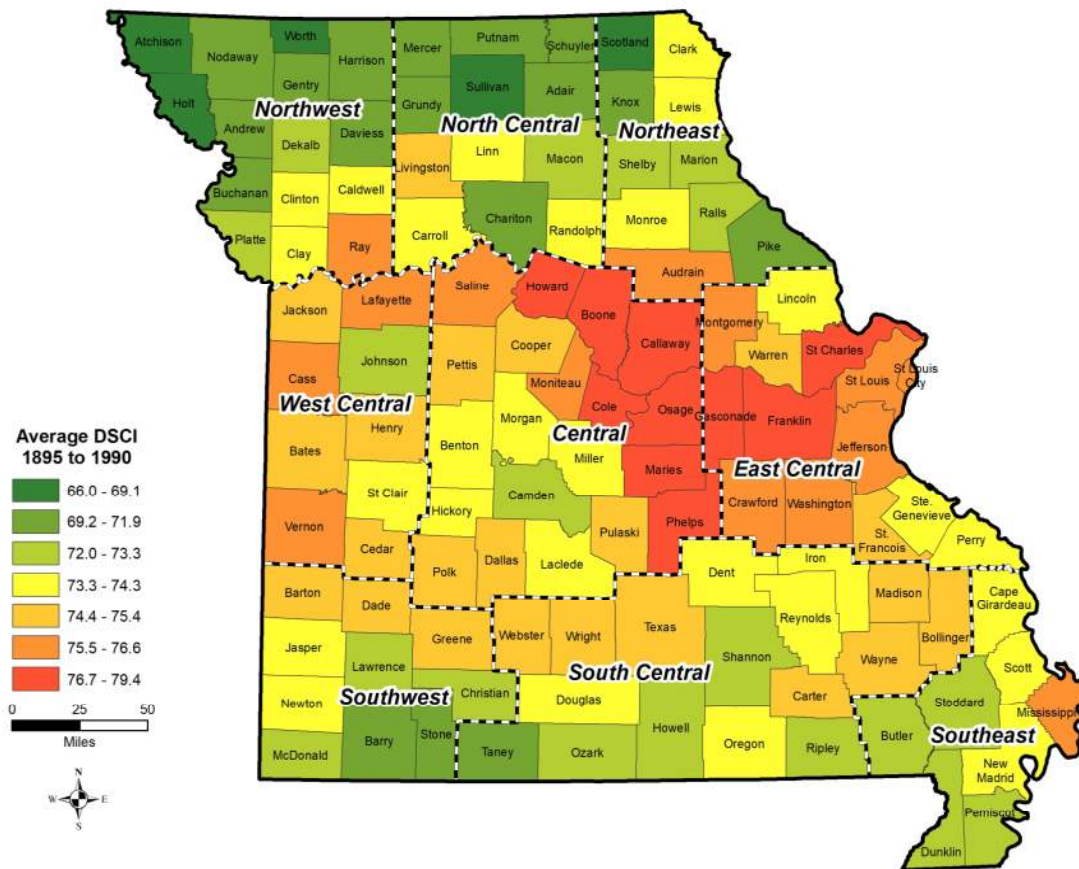 Atchison
Worth
Nodaway
Harrison
Mercer
Putnam
Schuyler
Scotland
Clark
Holt
Gentry
Sullivan
Adair
Knox
Lewis
Northwest
Grundy
North Central
Northeast
Andrew
Daviess
Dekalb
Linn
Macon
Shelby
Marion
Livingston
Buchanan
Clinton
Caldwell
Chariton
Monroe
Ralls
Platte
Clay
Ray
Carroll
Randolph
Pike
Audrain
Jackson
Lafayette
Saline
Howard
Boone
Callaway
Montgomery
Lincoln
Warren
St Charles
Johnson
Pettis
Cooper
Cass
Moniteau
St Louis
St Louis
City
West Central
Cole
Osage
Gasconade
Franklin
Morgan
Central
Henry
Benton
Jefferson
Bates
Miller
Maries
East Central
St Clair
Camden
Crawford
Washington
Ste.
Genevieve
Hickory
Vernon
Pulaski
Phelps
St.
Francois
Perry
Cedar
Polk
Dallas
Laclede
Dent
Iron
Barton
Dade
Madison
Cape
Girardeau
Greene
Webster
Wright
Texas
Reynolds
Bollinger
Jasper
Lawrence
Shannon
Wayne
Scott
South Central
Southwest
Christian
Douglas
Carter
Stoddard
Mississippi
Newton
Howell
Oregon
Butler
Southeast
McDonald
Barry
Stone
Taney
Ozark
Ripley
New
Madrid
Pemiscot
Dunklin
Average DSCI
1895 to 1990
66.0 - 69.1
69.2 - 71.9
72.0 - 73.3
73.3 - 74.3
74.4 - 75.4
75.5 - 76.6
76.7 - 79.4
0 25 50
Miles
N
W E
S